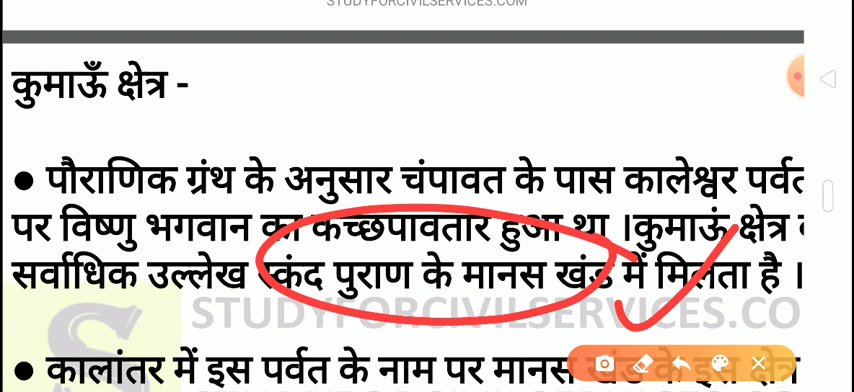 STUDYFORCIVILSERVICES.COM
कुमाऊँ क्षेत्र -
● पौराणिक ग्रंथ के अनुसार चंपावत के पास कालेश्वर पर्वत
पर विष्णु भगवान का कच्छपावतार हुआ था ।कुमाऊं क्षेत्र
सर्वाधिक उल्लेख स्कंद पुराण के मानस खंड में मिलता है ।
STUDYFORCIVILSERVICES.CO
● कालांतर में इस पर्वत के नाम पर मानस खंड के इस क्षेत्र